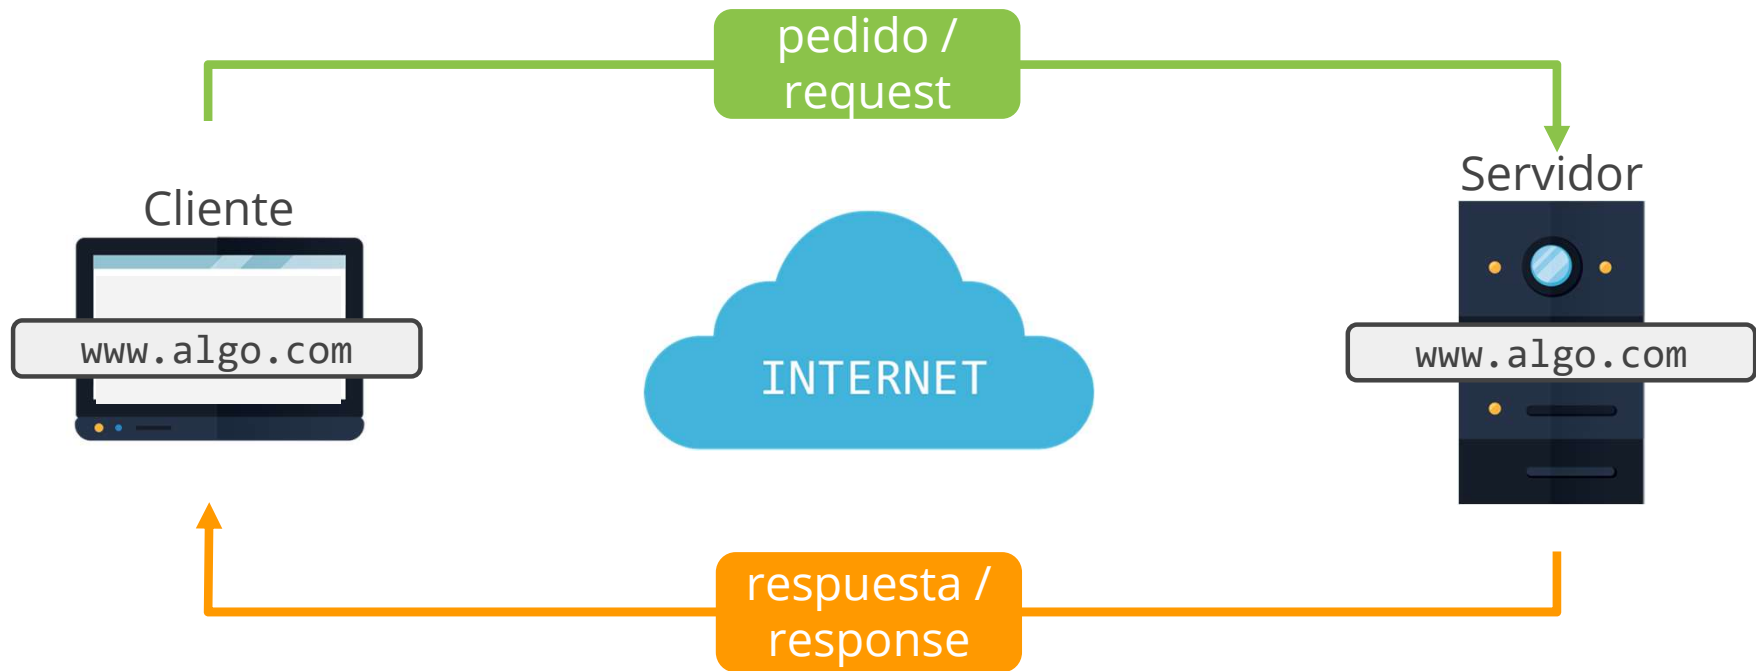 pedido /
request
Cliente
Servidor
www.algo.com
INTERNET
www.algo.com
respuesta /
response